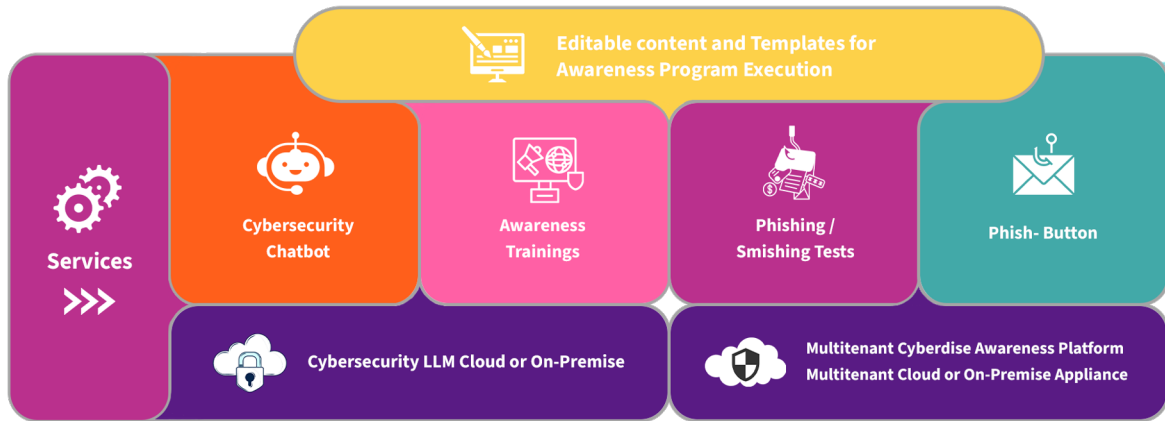 Editable content and Templates for
Awareness Program Execution
Services
Cybersecurity
Chatbot
Awareness
Trainings
Phishing /
Smishing Tests
Phish- Button
Cybersecurity LLM Cloud or On-Premise
Multitenant Cyberdise Awareness Platform
Multitenant Cloud or On-Premise Appliance